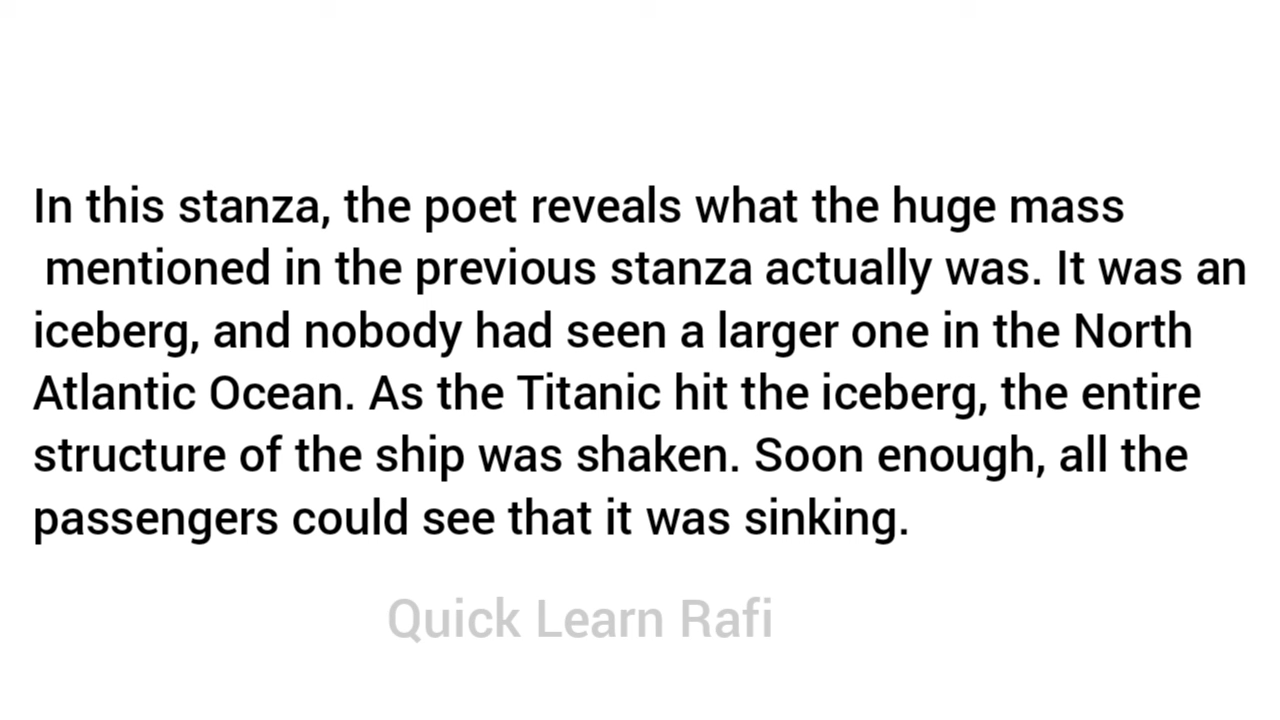 In this stanza, the poet reveals what the huge mass
mentioned in the previous stanza actually was. It was an
iceberg, and nobody had seen a larger one in the North
Atlantic Ocean. As the Titanic hit the iceberg, the entire
structure of the ship was shaken. Soon enough, all the
passengers could see that it was sinking.
Quick Learn Rafi